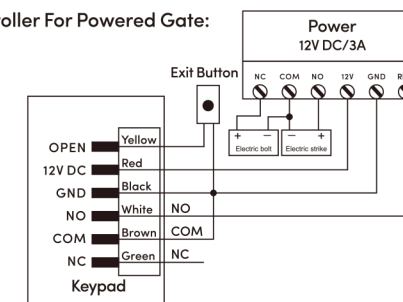 oller For Powered Gate:
Power
12V DC/3A
Exit Button
NC COM NO 12V GND
+ − − +
Electric bolt Electric strike
OPEN Yellow
12V DC Red
GND Black
NO White NO
COM Brown COM
NC Green NC
Keypad